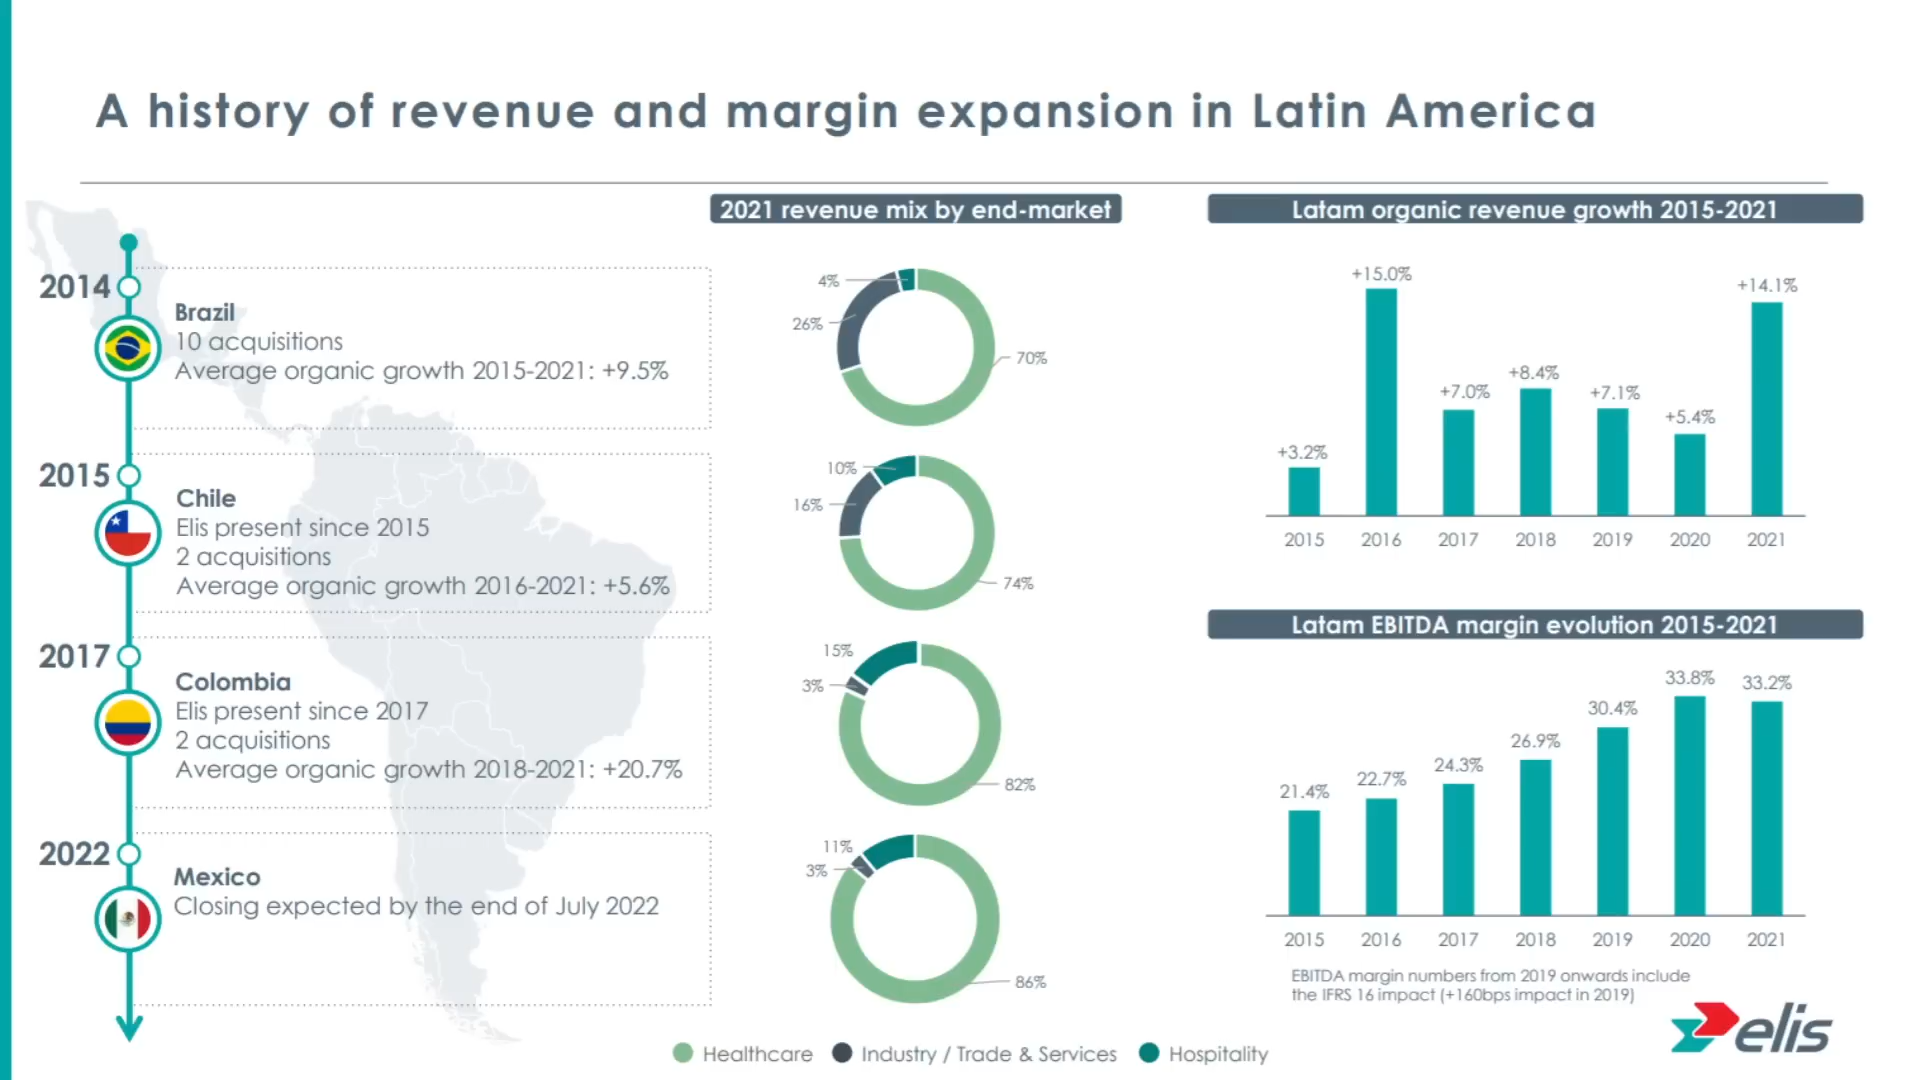 A history of revenue and margin expansion in Latin America
2014
Brazil
10 acquisitions
Average organic growth 2015-2021: +9.5%
2015
Chile
Elis present since 2015
2 acquisitions
Average organic growth 2016-2021: +5.6%
2017
Colombia
Elis present since 2017
2 acquisitions
Average organic growth 2018-2021: +20.7%
2022
Mexico
Closing expected by the end of July 2022
2021 revenue mix by end-market
4%
26%
70%
10%
16%
74%
15%
3%
82%
11%
3%
86%
Healthcare Industry / Trade & Services Hospitality
Latam organic revenue growth 2015-2021
+3.2% +15.0% +7.0% +8.4% +7.1% +5.4% +14.1%
2015 2016 2017 2018 2019 2020 2021
Latam EBITDA margin evolution 2015-2021
21.4% 22.7% 24.3% 26.9% 30.4% 33.8% 33.2%
2015 2016 2017 2018 2019 2020 2021
EBITDA margin numbers from 2019 onwards include
the IFRS 16 impact (+160bps impact in 2019)
elis